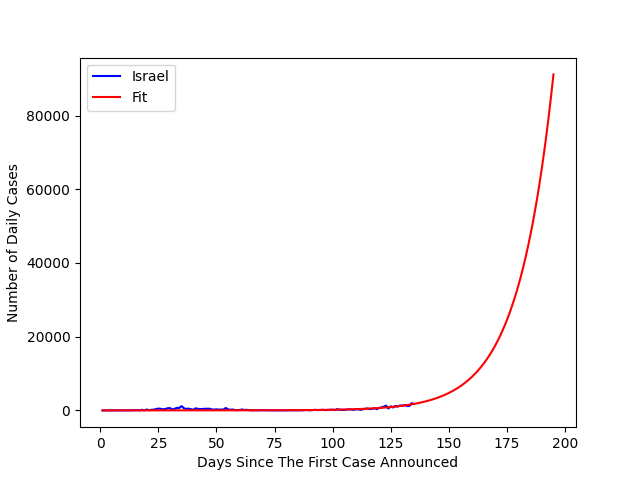 Israel
Fit
Number of Daily Cases
80000
60000
40000
20000
0
0 25 50 75 100 125 150 175 200
Days Since The First Case Announced